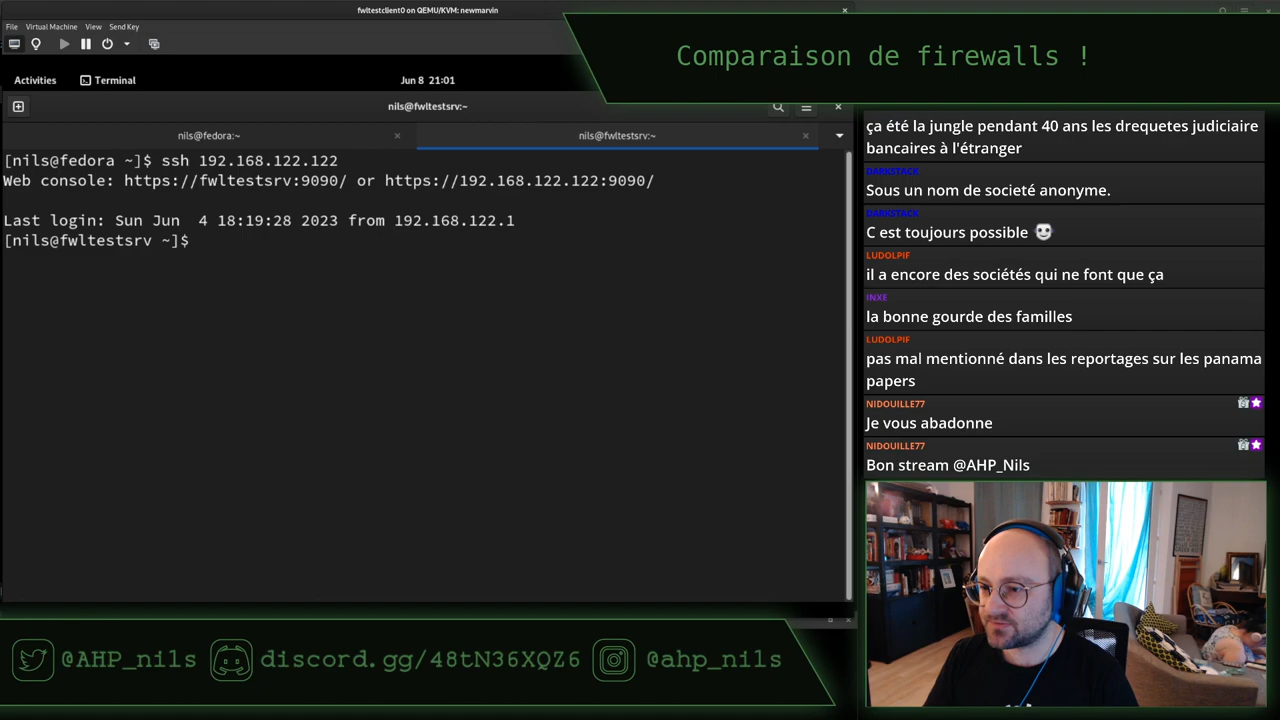 fwltestclient0 on QEMU/KVM: newmarvin
File Virtual Machine View Send Key
Activities Terminal Jun 8 21:01
nils@fwltestsrv:~
nils@fedora:~ nils@fwltestsrv:~
[nils@fedora ~]$ ssh 192.168.122.122
Web console: https://fwltestsrv:9090/ or https://192.168.122.122:9090/
Last login: Sun Jun  4 18:19:28 2023 from 192.168.122.1
[nils@fwltestsrv ~]$
Comparaison de firewalls !
ça été la jungle pendant 40 ans les drequetes judiciaire
bancaires à l'étranger
DARKSTACK
Sous un nom de societé anonyme.
DARKSTACK
C est toujours possible
LUDOLPIF
il a encore des sociétés qui ne font que ça
INXE
la bonne gourde des familles
LUDOLPIF
pas mal mentionné dans les reportages sur les panama
papers
NIDOUILLE77
Je vous abadonne
NIDOUILLE77
Bon stream @AHP_Nils
@AHP_nils discord.gg/48tN36XQZ6 @ahp_nils